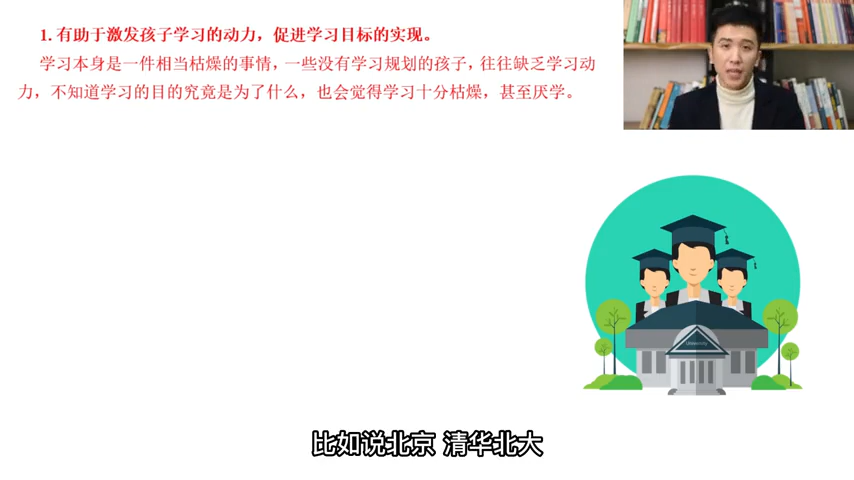 1. 有助于激发孩子学习的动力，促进学习目标的实现。
学习本身是一件相当枯燥的事情，一些没有学习规划的孩子，往往缺乏学习动
力，不知道学习的目的究竟是为了什么，也会觉得学习十分枯燥，甚至厌学。
University
比如说北京 清华北大